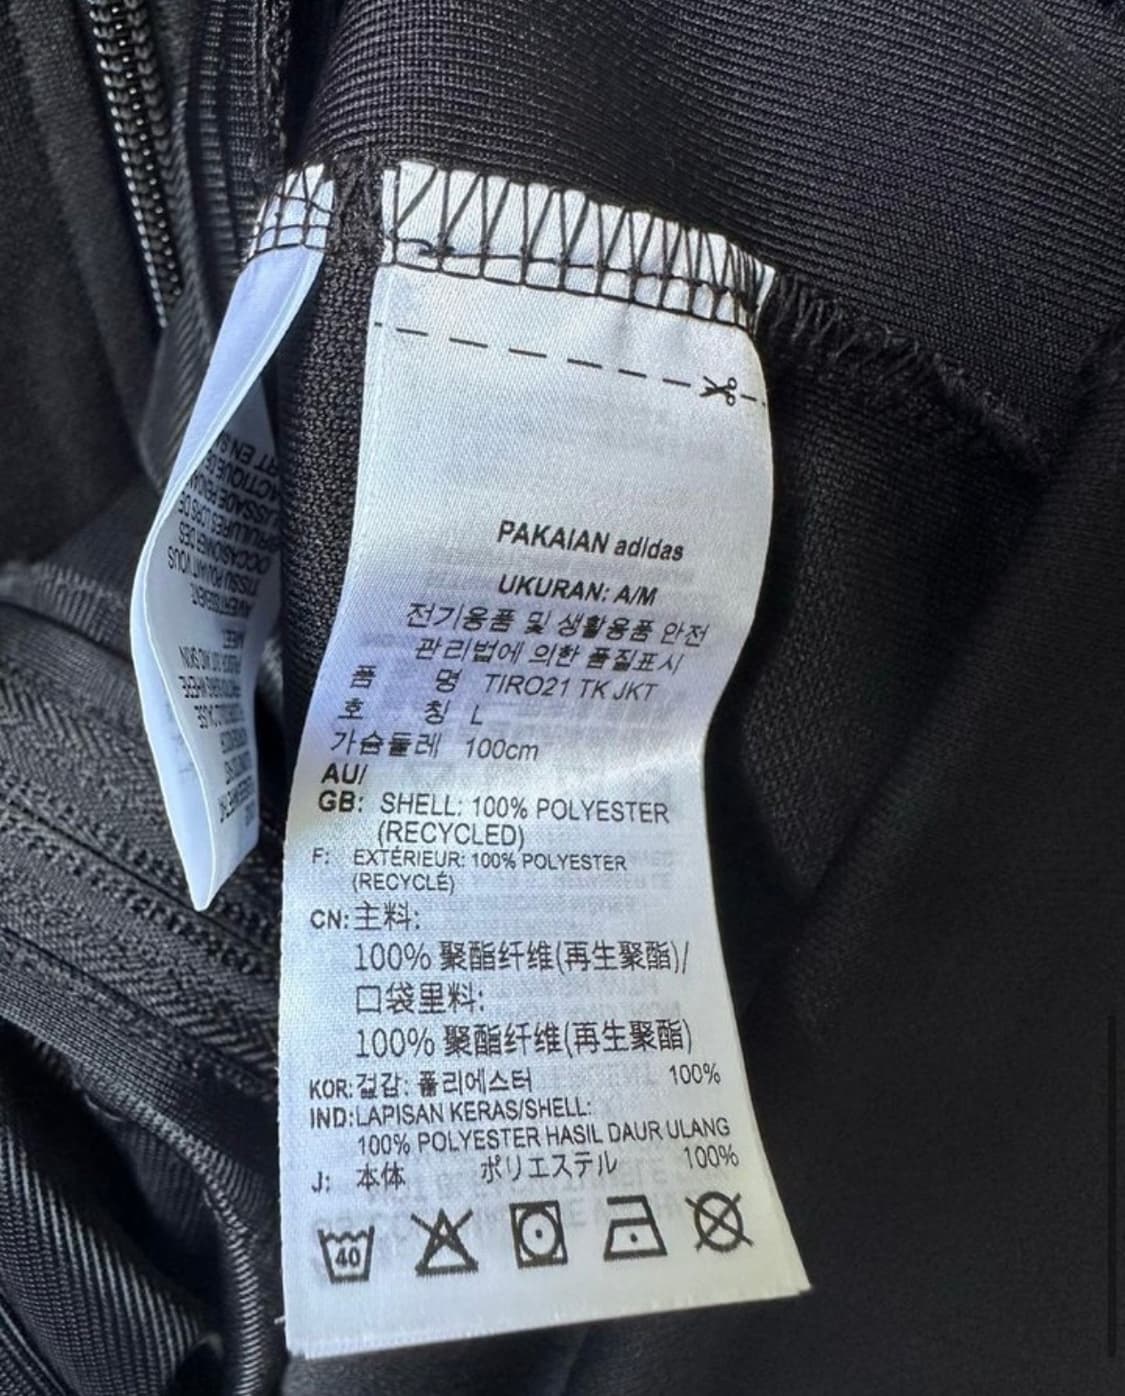 PAKAIAN adidas
UKURAN: A/M
전기용품 및 생활용품 안전
관리법에 의한 품질표시
품 명 TIRO21 TK JKT
호 칭 L
가슴둘레 100cm
AU/
GB: SHELL: 100% POLYESTER
(RECYCLED)
F: EXTÉRIEUR: 100% POLYESTER
(RECYCLÉ)
CN: 主料:
100% 聚酯纤维(再生聚酯)/
口袋里料:
100% 聚酯纤维(再生聚酯)
KOR: 겉감: 폴리에스터 100%
IND: LAPISAN KERAS/SHELL:
100% POLYESTER HASIL DAUR ULANG
J: 本体 ポリエステル 100%
40